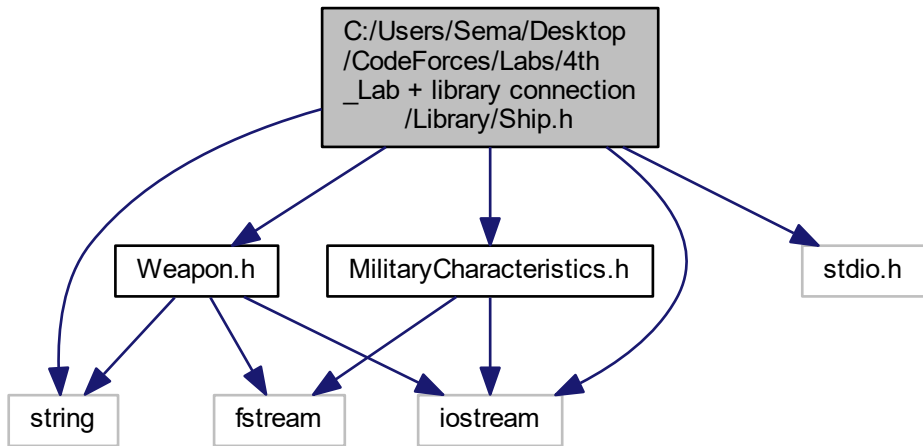 C:/Users/Sema/Desktop
/CodeForces/Labs/4th
_Lab + library connection
/Library/Ship.h
Weapon.h
MilitaryCharacteristics.h
stdio.h
string
fstream
iostream